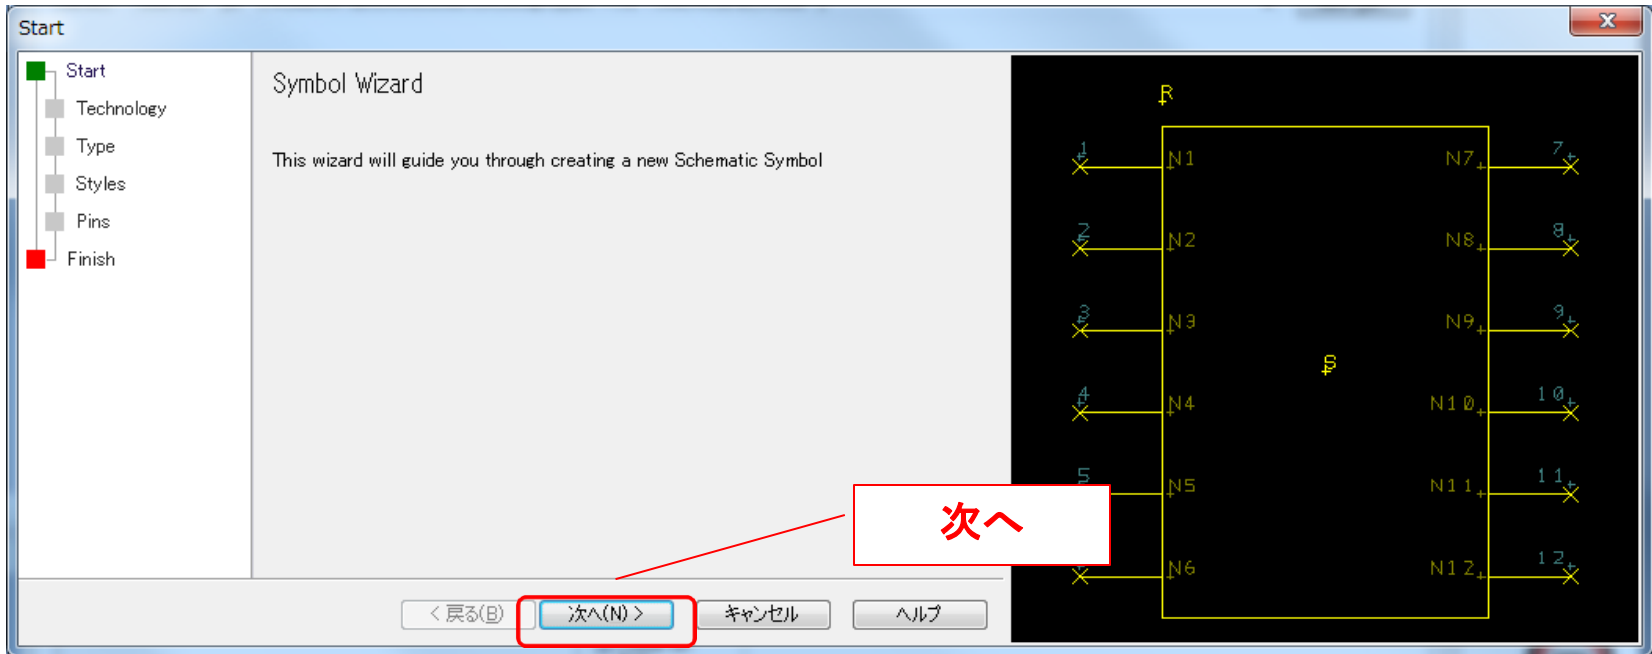 Start
Start
Technology
Type
Styles
Pins
Finish
Symbol Wizard
This wizard will guide you through creating a new Schematic Symbol
R
1 N1 N7 7
2 N2 N8 8
3 N3 N9 9
S
4 N4 N10 10
5 N5 N11 11
次へ
N6 N12 12
< 戻る(B)
次へ(N) >
キャンセル
ヘルプ